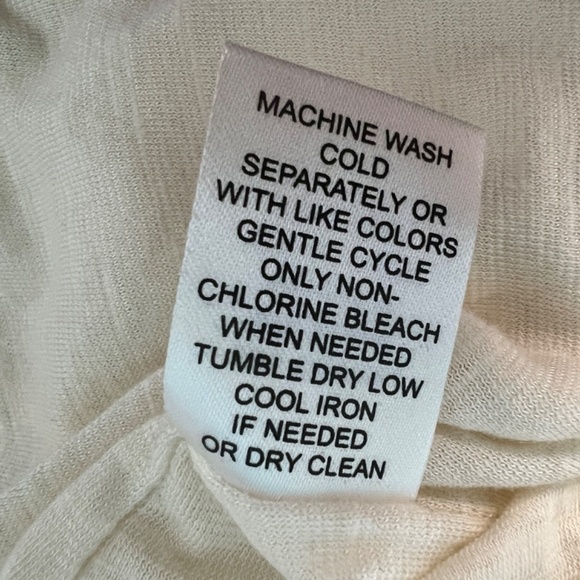 MACHINE WASH
COLD
SEPARATELY OR
WITH LIKE COLORS
GENTLE CYCLE
ONLY NON-
CHLORINE BLEACH
WHEN NEEDED
TUMBLE DRY LOW
COOL IRON
IF NEEDED
OR DRY CLEAN